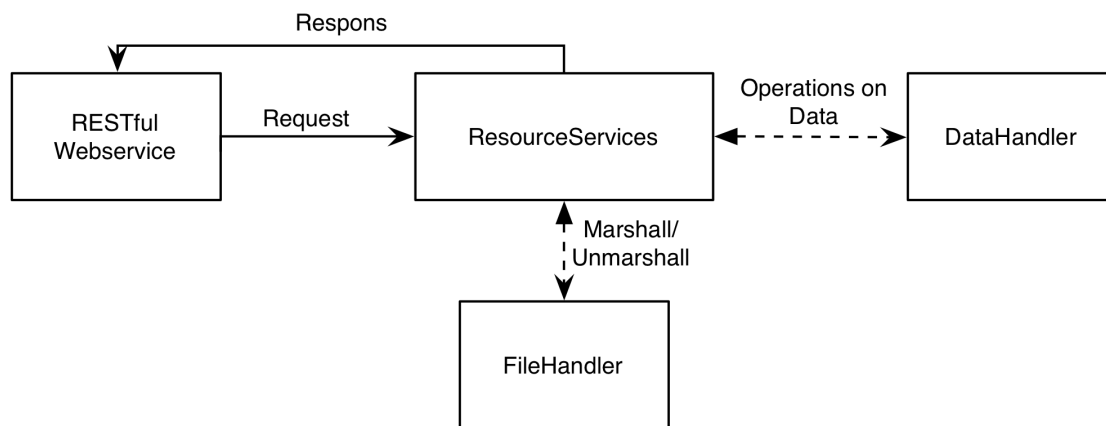 Respons
RESTful
Webservice
Request
ResourceServices
Operations on
Data
DataHandler
Marshall/
Unmarshall
FileHandler